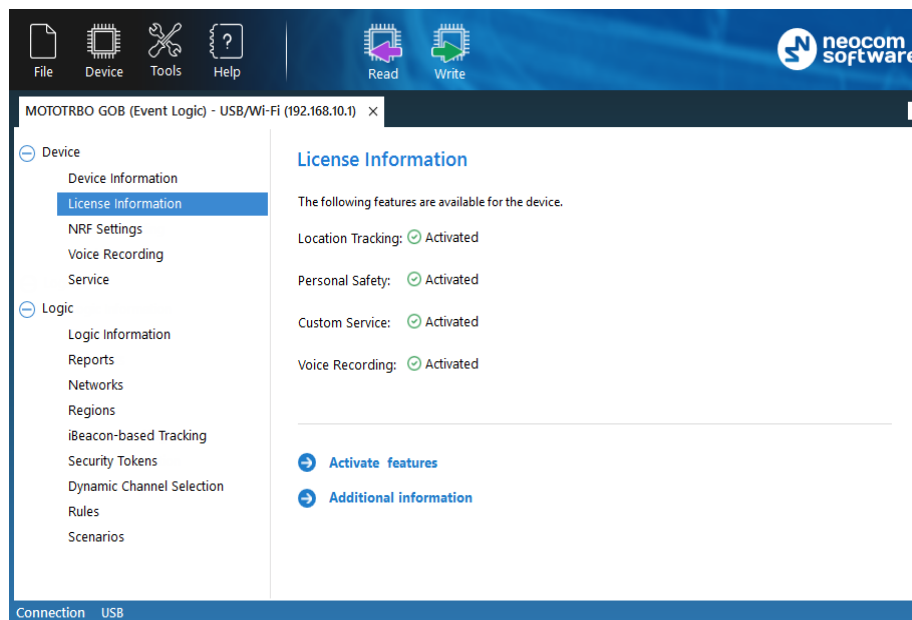 File Device Tools Help Read Write
neocom
software
MOTOTRBO GOB (Event Logic) - USB/Wi-Fi (192.168.10.1) ×
Device
Device Information
License Information
NRF Settings
Voice Recording
Service
Logic
Logic Information
Reports
Networks
Regions
iBeacon-based Tracking
Security Tokens
Dynamic Channel Selection
Rules
Scenarios
License Information
The following features are available for the device.
Location Tracking: Activated
Personal Safety: Activated
Custom Service: Activated
Voice Recording: Activated
Activate features
Additional information
Connection USB